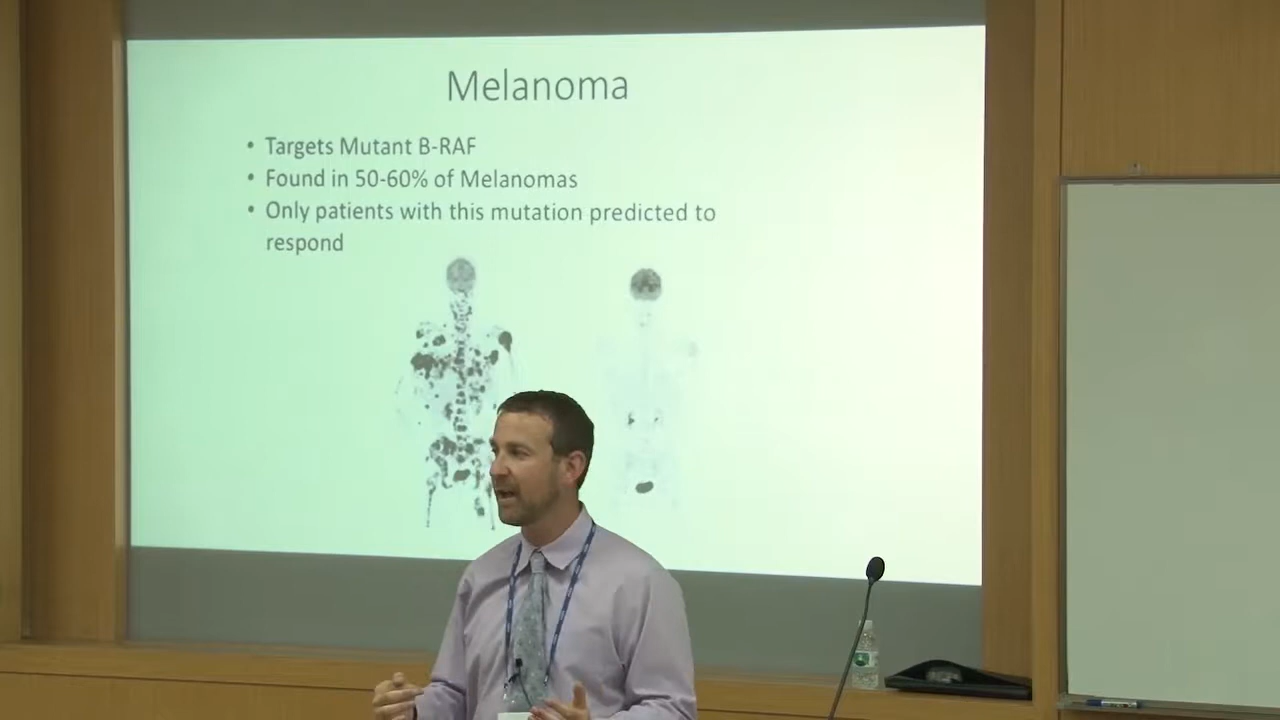 Melanoma
• Targets Mutant B-RAF
• Found in 50-60% of Melanomas
• Only patients with this mutation predicted to
respond